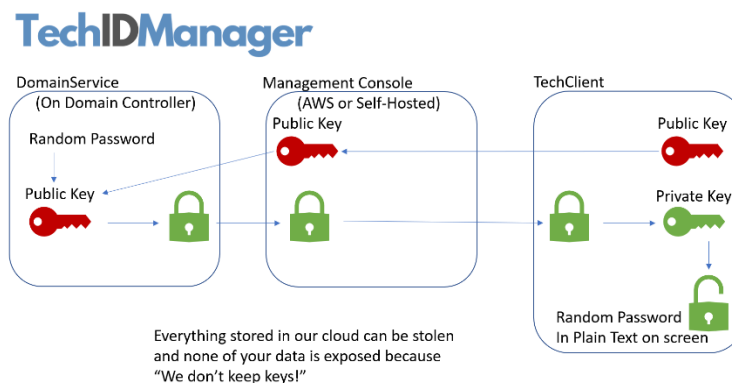 TechIDManager
DomainService
(On Domain Controller)
Random Password
Public Key
Management Console
(AWS or Self-Hosted)
Public Key
TechClient
Public Key
Private Key
Random Password
In Plain Text on screen
Everything stored in our cloud can be stolen
and none of your data is exposed because
“We don’t keep keys!”